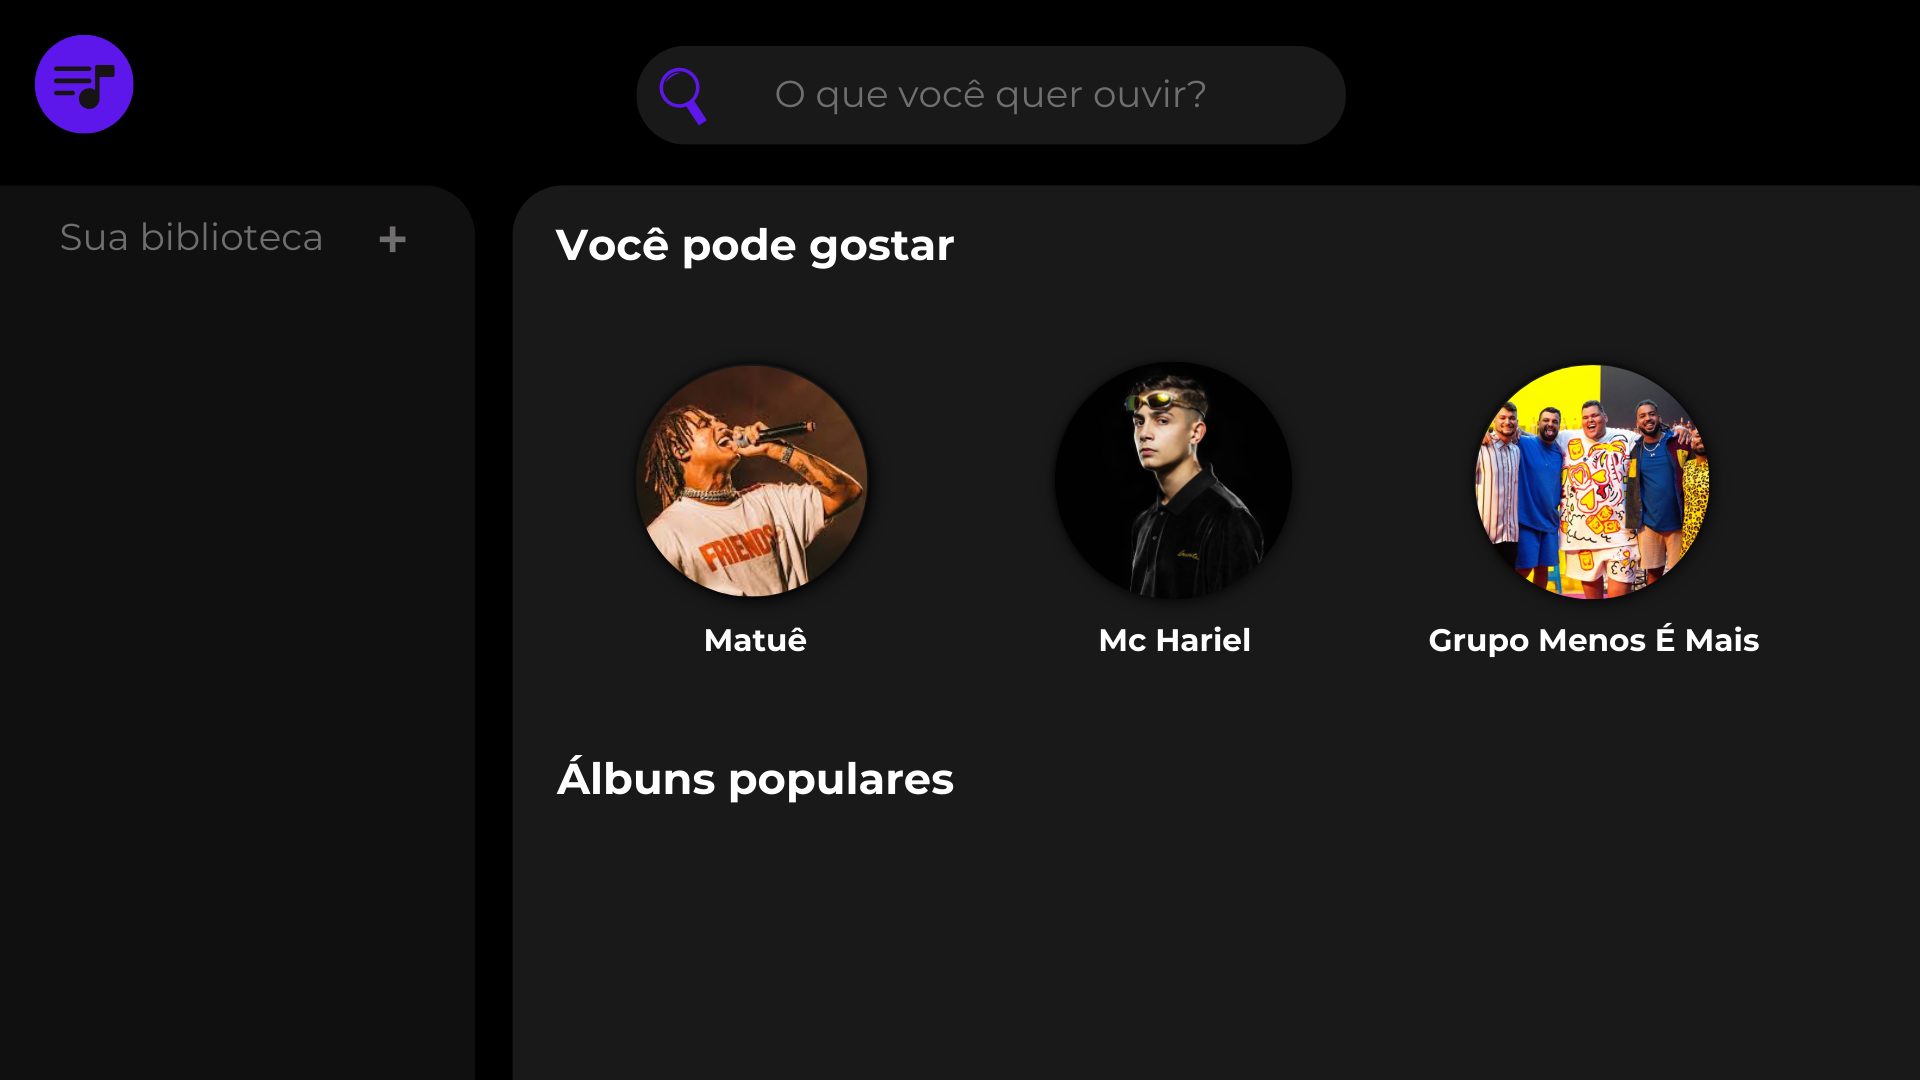 O que você quer ouvir?
Sua biblioteca +
Você pode gostar
FRIENDS
Matuê
Mc Hariel
Grupo Menos É Mais
Álbuns populares